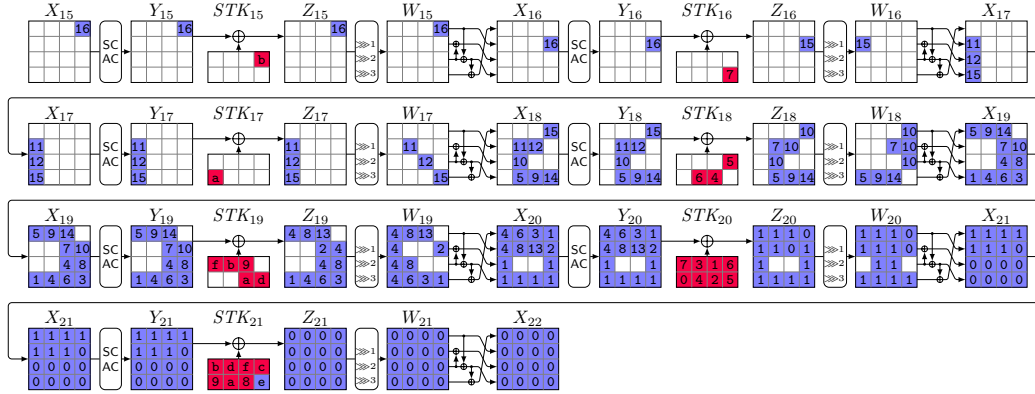 X15 Y15 STK15 Z15 W15 X16 Y16 STK16 Z16 W16 X17
16 16 16 16
SC ⋙1 16 SC 16 15 ⋙1 15 11
AC b ⋙2 AC ⋙2 12
⋙3 7 ⋙3 15
X17 Y17 STK17 Z17 W17 X18 Y18 STK18 Z18 W18 X19
15 15 10 10 5 9 14
11 SC 11 11 ⋙1 11 11 12 SC 11 12 7 10 ⋙1 7 10 7 10
12 AC 12 12 ⋙2 12 10 AC 10 5 10 ⋙2 10 4 8
15 15 a 15 ⋙3 15 5 9 14 5 9 14 6 4 5 9 14 ⋙3 5 9 14 1 4 6 3
X19 Y19 STK19 Z19 W19 X20 Y20 STK20 Z20 W20 X21
5 9 14 5 9 14 4 8 13 4 8 13 4 6 3 1 4 6 3 1 1 1 1 0 1 1 1 0 1 1 1 1
7 10 SC 7 10 2 4 ⋙1 4 2 4 8 13 2 SC 4 8 13 2 1 1 0 1 ⋙1 1 1 1 0 1 1 1 0
4 8 AC 4 8 f b 9 4 8 ⋙2 4 8 1 1 AC 1 1 7 3 1 6 1 1 ⋙2 1 1 0 0 0 0
1 4 6 3 1 4 6 3 a d 1 4 6 3 ⋙3 4 6 3 1 1 4 1 1 1 4 1 1 0 4 2 5 1 1 1 1 ⋙3 1 1 1 1 0 0 0 0
X21 Y21 STK21 Z21 W21 X22
1 1 1 1 1 1 1 1 0 0 0 0 0 0 0 0 0 0 0 0
1 1 1 0 SC 1 1 1 0 0 0 0 0 ⋙1 0 0 0 0 0 0 0 0
0 0 0 0 AC 0 0 0 0 b d f c 0 0 0 0 ⋙2 0 0 0 0 0 0 0 0
0 0 0 0 0 0 0 0 9 a 8 e 0 0 0 0 ⋙3 0 0 0 0 0 0 0 0